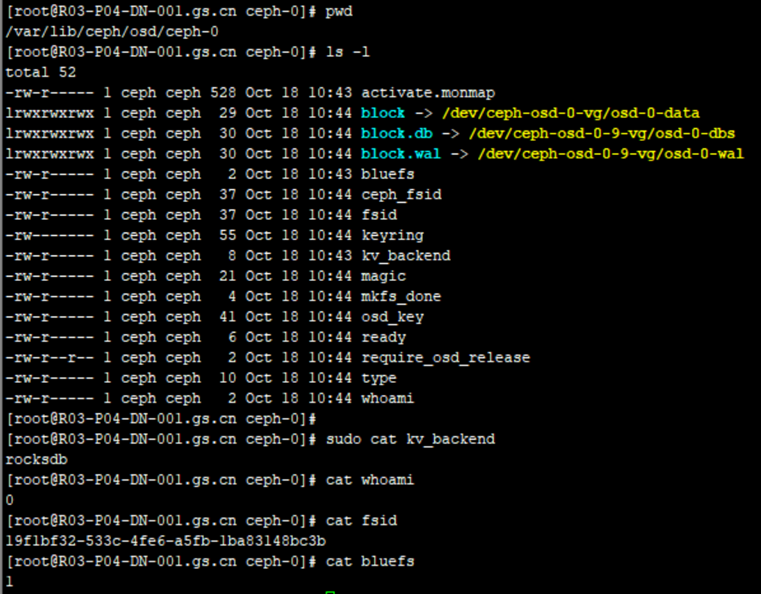 [root@R03-P04-DN-001.gs.cn ceph-0]# pwd
/var/lib/ceph/osd/ceph-0
[root@R03-P04-DN-001.gs.cn ceph-0]# ls -l
total 52
-rw-r----- 1 ceph ceph 528 Oct 18 10:43 activate.monmap
lrwxrwxrwx 1 ceph ceph  29 Oct 18 10:44 block -> /dev/ceph-osd-0-vg/osd-0-data
lrwxrwxrwx 1 ceph ceph  30 Oct 18 10:44 block.db -> /dev/ceph-osd-0-9-vg/osd-0-dbs
lrwxrwxrwx 1 ceph ceph  30 Oct 18 10:44 block.wal -> /dev/ceph-osd-0-9-vg/osd-0-wal
-rw-r----- 1 ceph ceph   2 Oct 18 10:43 bluefs
-rw-r----- 1 ceph ceph  37 Oct 18 10:44 ceph_fsid
-rw-r----- 1 ceph ceph  37 Oct 18 10:44 fsid
-rw------- 1 ceph ceph  55 Oct 18 10:44 keyring
-rw-r----- 1 ceph ceph   8 Oct 18 10:43 kv_backend
-rw-r----- 1 ceph ceph  21 Oct 18 10:44 magic
-rw-r----- 1 ceph ceph   4 Oct 18 10:44 mkfs_done
-rw-r----- 1 ceph ceph  41 Oct 18 10:44 osd_key
-rw-r----- 1 ceph ceph   6 Oct 18 10:44 ready
-rw-r--r-- 1 ceph ceph   2 Oct 18 10:44 require_osd_release
-rw-r----- 1 ceph ceph  10 Oct 18 10:44 type
-rw-r----- 1 ceph ceph   2 Oct 18 10:44 whoami
[root@R03-P04-DN-001.gs.cn ceph-0]#
[root@R03-P04-DN-001.gs.cn ceph-0]# sudo cat kv_backend
rocksdb
[root@R03-P04-DN-001.gs.cn ceph-0]# cat whoami
0
[root@R03-P04-DN-001.gs.cn ceph-0]# cat fsid
19f1bf32-533c-4fe6-a5fb-1ba83148bc3b
[root@R03-P04-DN-001.gs.cn ceph-0]# cat bluefs
1